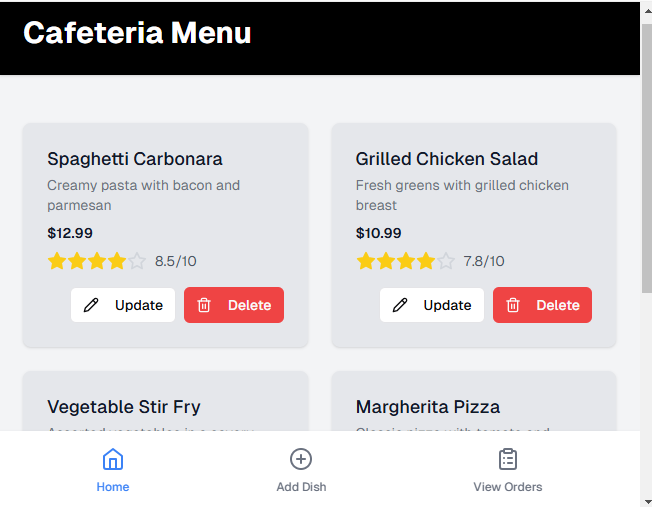 Cafeteria Menu
Spaghetti Carbonara
Creamy pasta with bacon and
parmesan
$12.99
8.5/10
Update
Delete
Grilled Chicken Salad
Fresh greens with grilled chicken
breast
$10.99
7.8/10
Update
Delete
Vegetable Stir Fry
Margherita Pizza
Home
Add Dish
View Orders